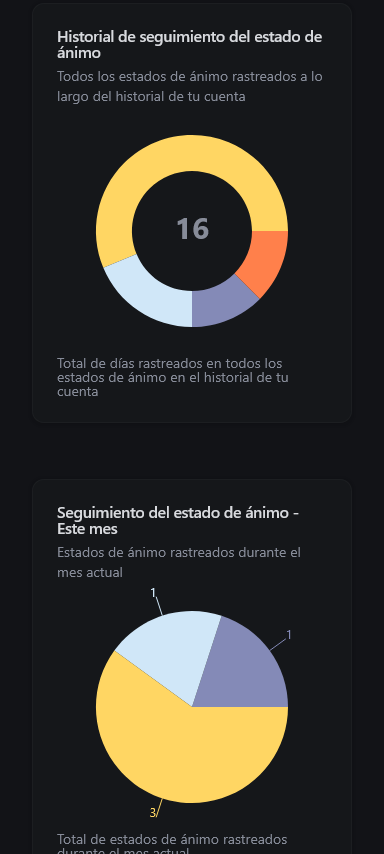 Historial de seguimiento del estado de
ánimo
Todos los estados de ánimo rastreados a lo
largo del historial de tu cuenta
16
Total de días rastreados en todos los
estados de ánimo en el historial de tu
cuenta
Seguimiento del estado de ánimo -
Este mes
Estados de ánimo rastreados durante el
mes actual
1
1
3
Total de estados de ánimo rastreados
durante el mes actual